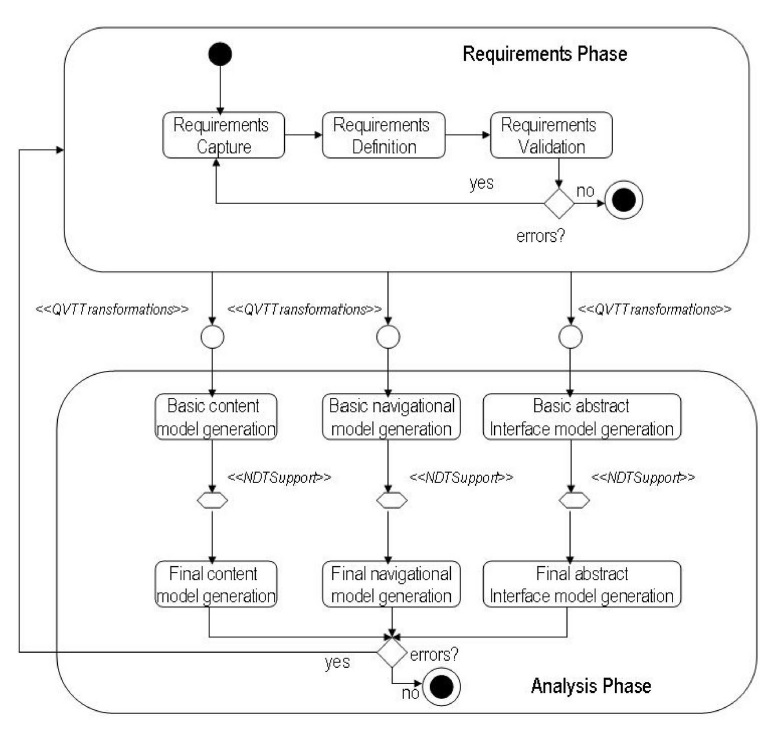 Requirements Phase
Requirements
Capture
Requirements
Definition
Requirements
Validation
yes
no
errors?
<<QVTTransformations>>
<<QVTTransformations>>
<<QVTTransformations>>
Basic content
model generation
Basic navigational
model generation
Basic abstract
Interface model generation
<<NDTSupport>>
<<NDTSupport>>
<<NDTSupport>>
Final content
model generation
Final navigational
model generation
Final abstract
Interface model generation
yes
errors?
no
Analysis Phase